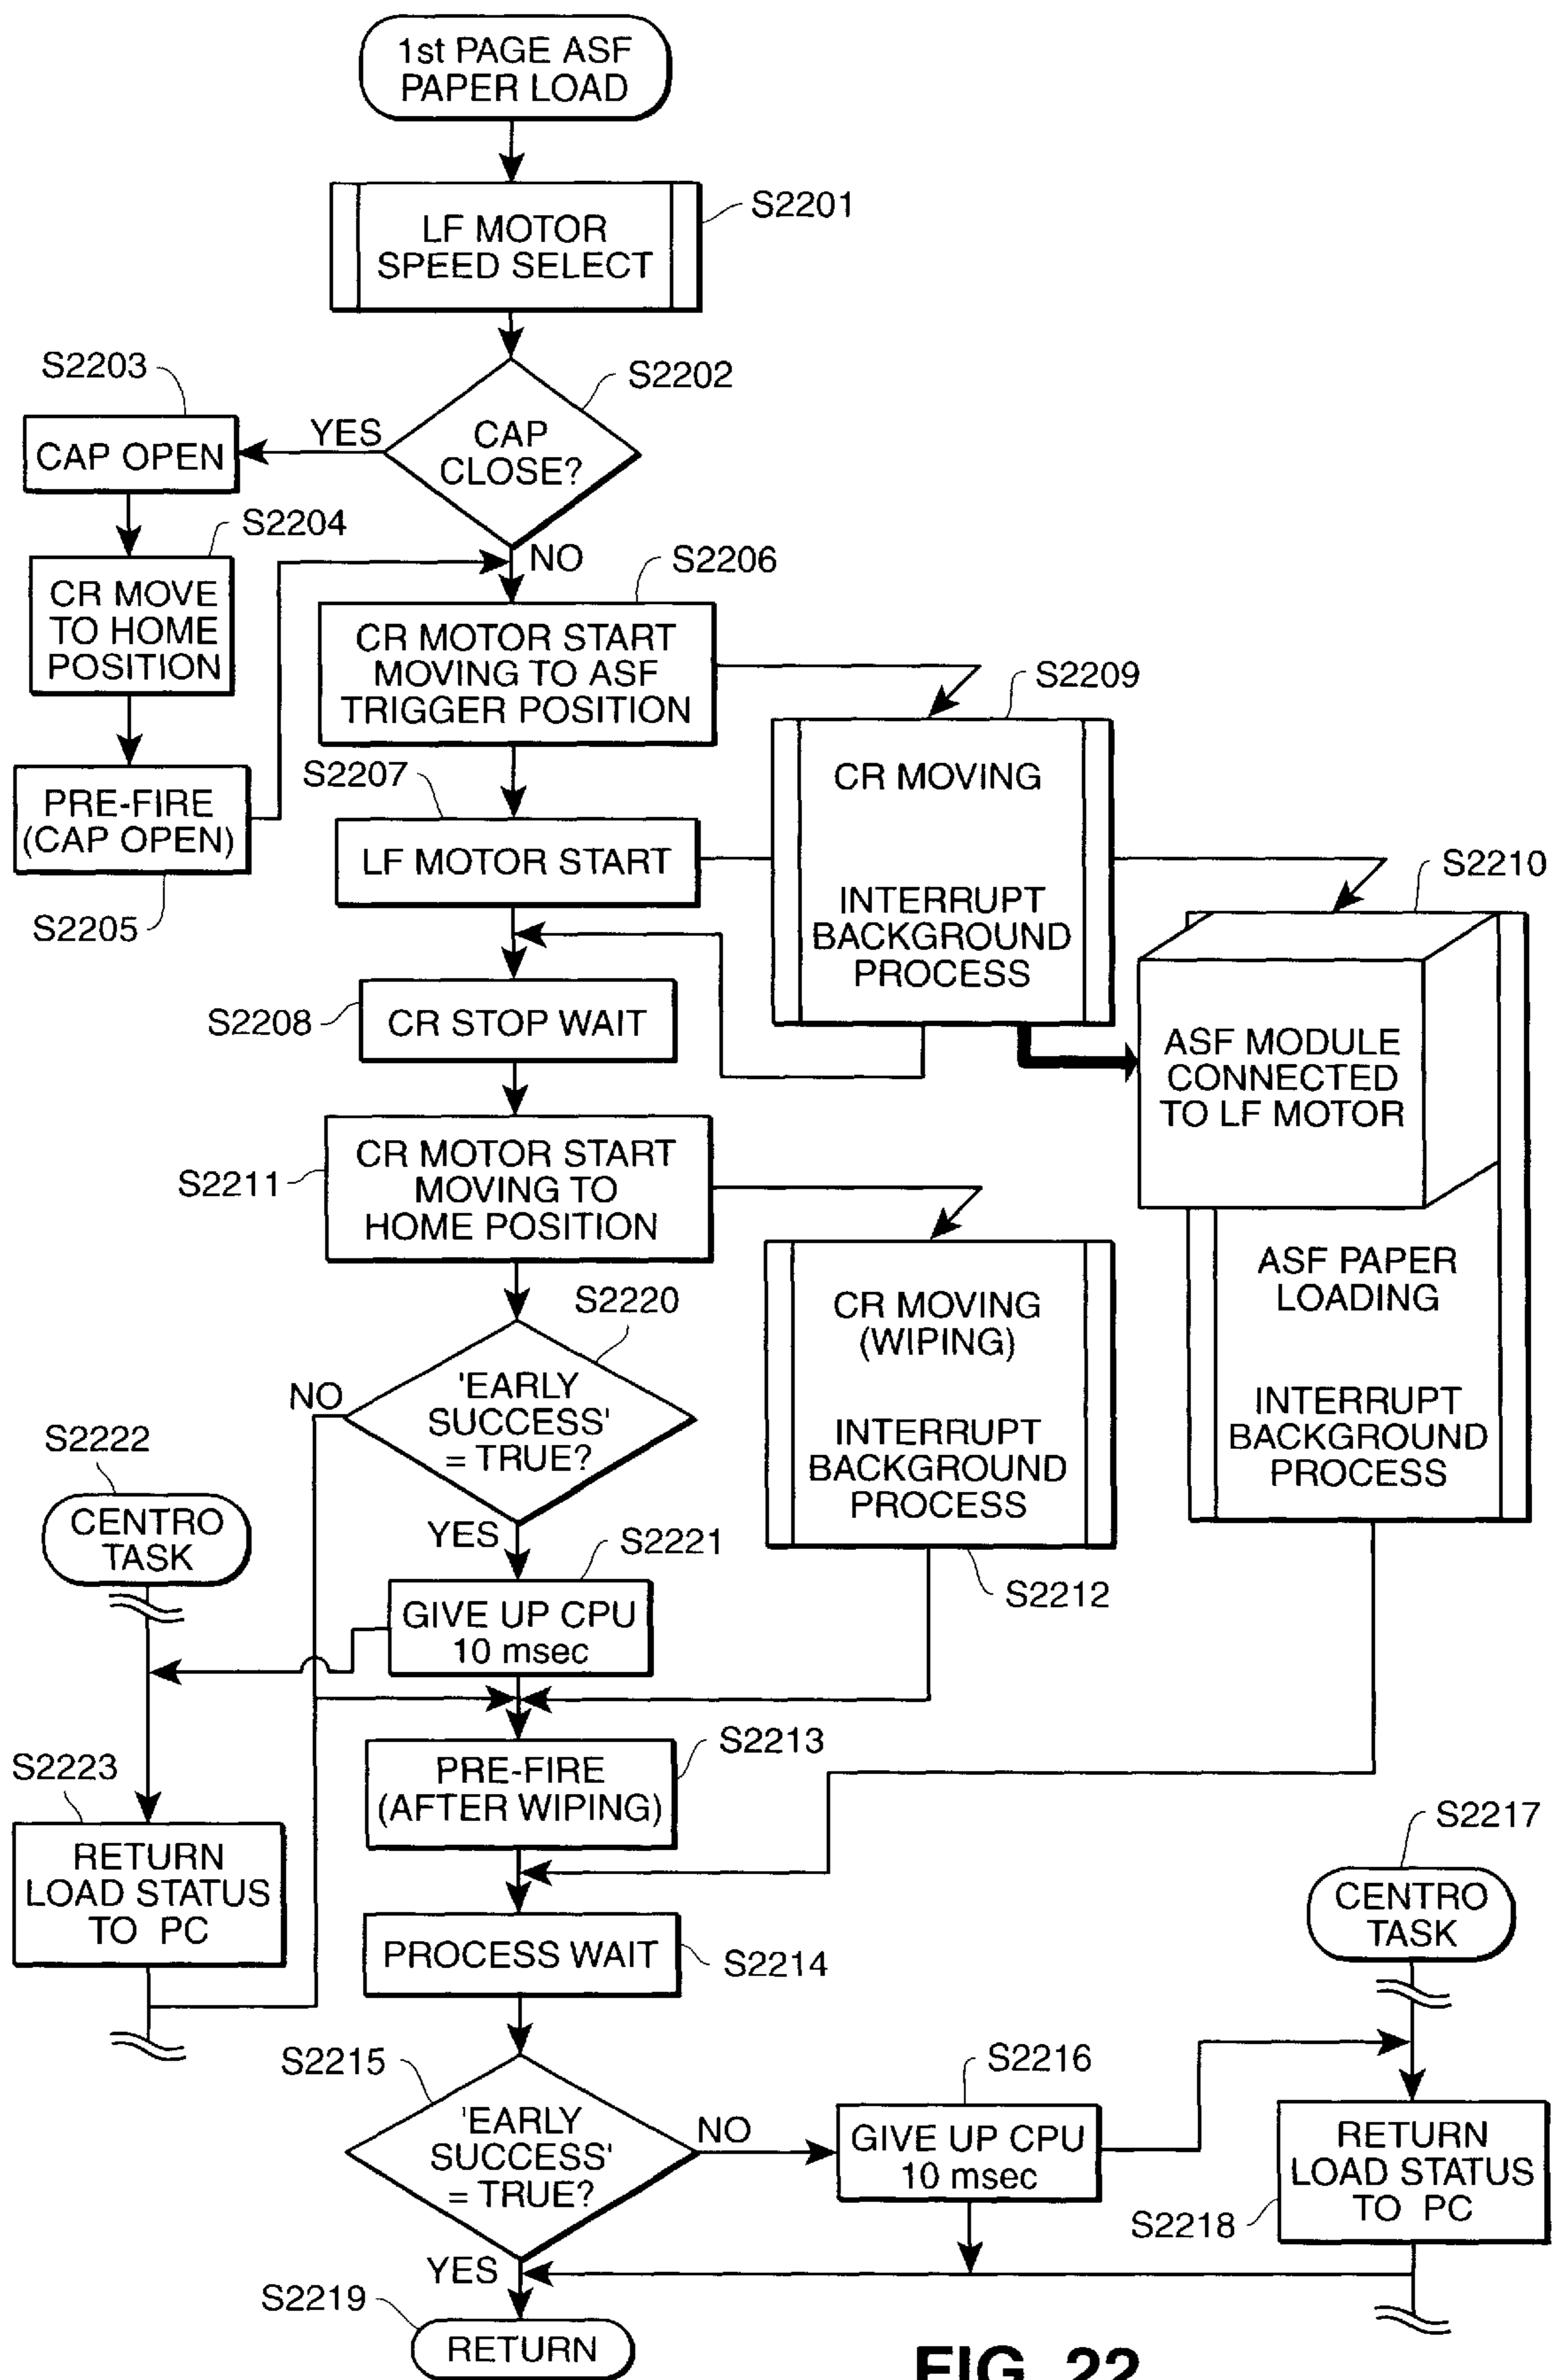 1st PAGE ASF
PAPER LOAD
S2201
LF MOTOR
SPEED SELECT
S2203
S2202
CAP OPEN
YES
CAP
CLOSE?
S2204
NO
S2206
CR MOVE
TO HOME
POSITION
CR MOTOR START
MOVING TO ASF
TRIGGER POSITION
S2209
S2207
CR MOVING
PRE-FIRE
(CAP OPEN)
LF MOTOR START
S2210
S2205
INTERRUPT
BACKGROUND
PROCESS
S2208
CR STOP WAIT
ASF MODULE
CONNECTED
TO LF MOTOR
S2211
CR MOTOR START
MOVING TO
HOME POSITION
ASF PAPER
LOADING
S2220
CR MOVING
(WIPING)
NO
'EARLY
SUCCESS'
= TRUE?
INTERRUPT
BACKGROUND
PROCESS
INTERRUPT
BACKGROUND
PROCESS
S2222
CENTRO
TASK
YES
S2221
S2212
GIVE UP CPU
10 msec
S2213
S2223
PRE-FIRE
(AFTER WIPING)
S2217
RETURN
LOAD STATUS
TO PC
CENTRO
TASK
PROCESS WAIT
S2214
S2215
S2216
'EARLY
SUCCESS'
= TRUE?
NO
GIVE UP CPU
10 msec
RETURN
LOAD STATUS
TO PC
S2218
YES
S2219
RETURN
FIG. 22